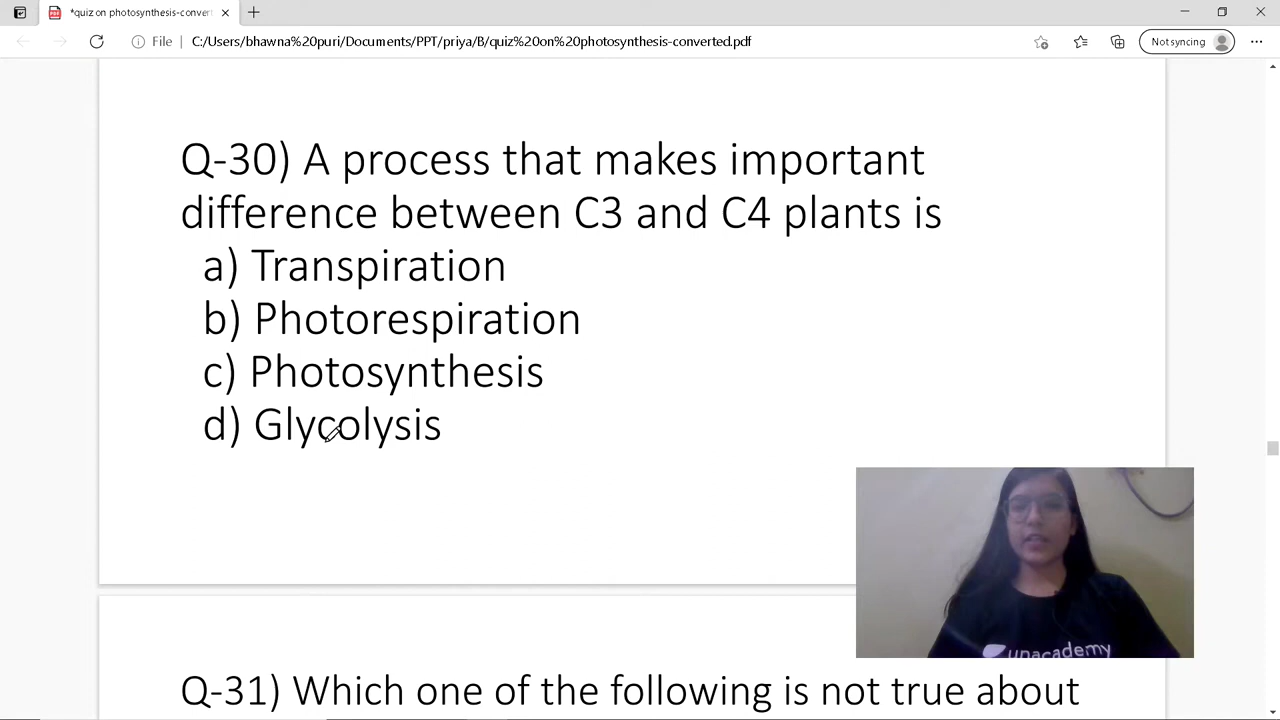 *quiz on photosynthesis-convert
File
C:/Users/bhawna%20puri/Documents/PPT/priya/B/quiz%20on%20photosynthesis-converted.pdf
Not syncing
Q-30) A process that makes important
difference between C3 and C4 plants is
a) Transpiration
b) Photorespiration
c) Photosynthesis
d) Glycolysis
unacademy
Q-31) Which one of the following is not true about